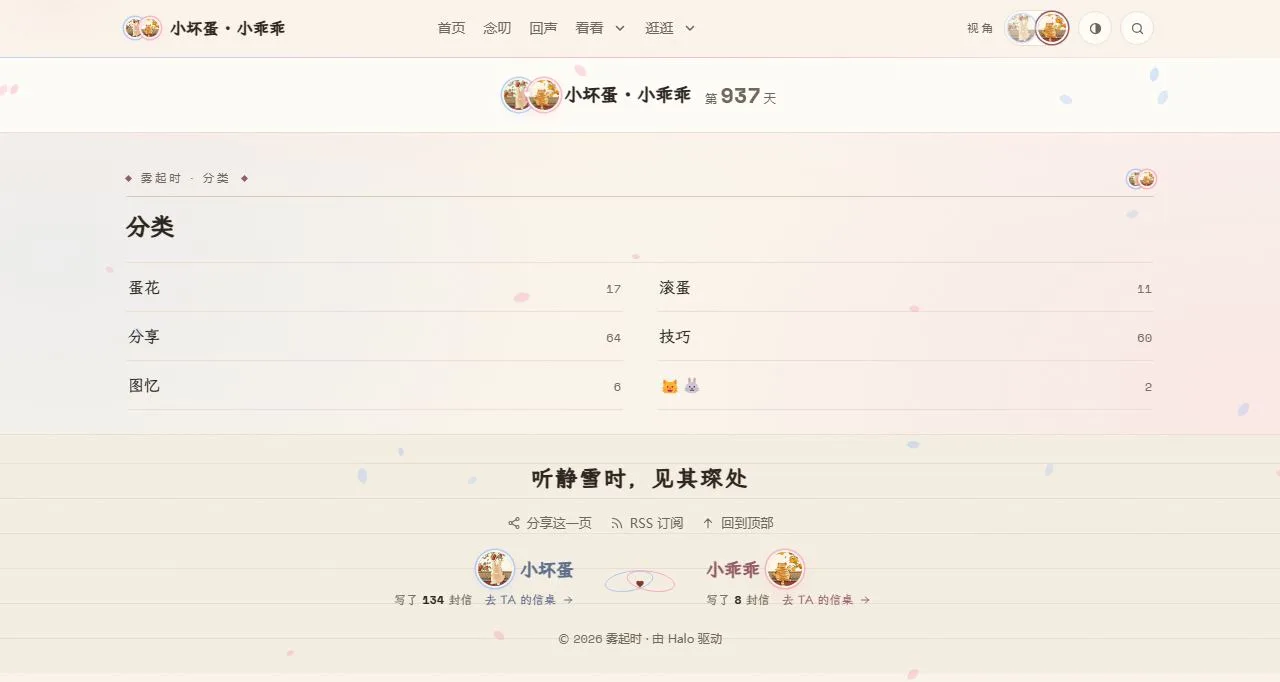 小坏蛋・小乖乖
首页 念叨 回声 看看 逛逛
视角
小坏蛋・小乖乖 第 937 天
雾起时 · 分类
分类
蛋花 17
滚蛋 11
分享 64
技巧 60
图忆 6
🐱 🐰 2
听静雪时，见其琛处
分享这一页 RSS 订阅 回到顶部
小坏蛋
写了 134 封信 去 TA 的信桌 →
小乖乖
写了 8 封信 去 TA 的信桌 →
© 2026 雾起时 · 由 Halo 驱动